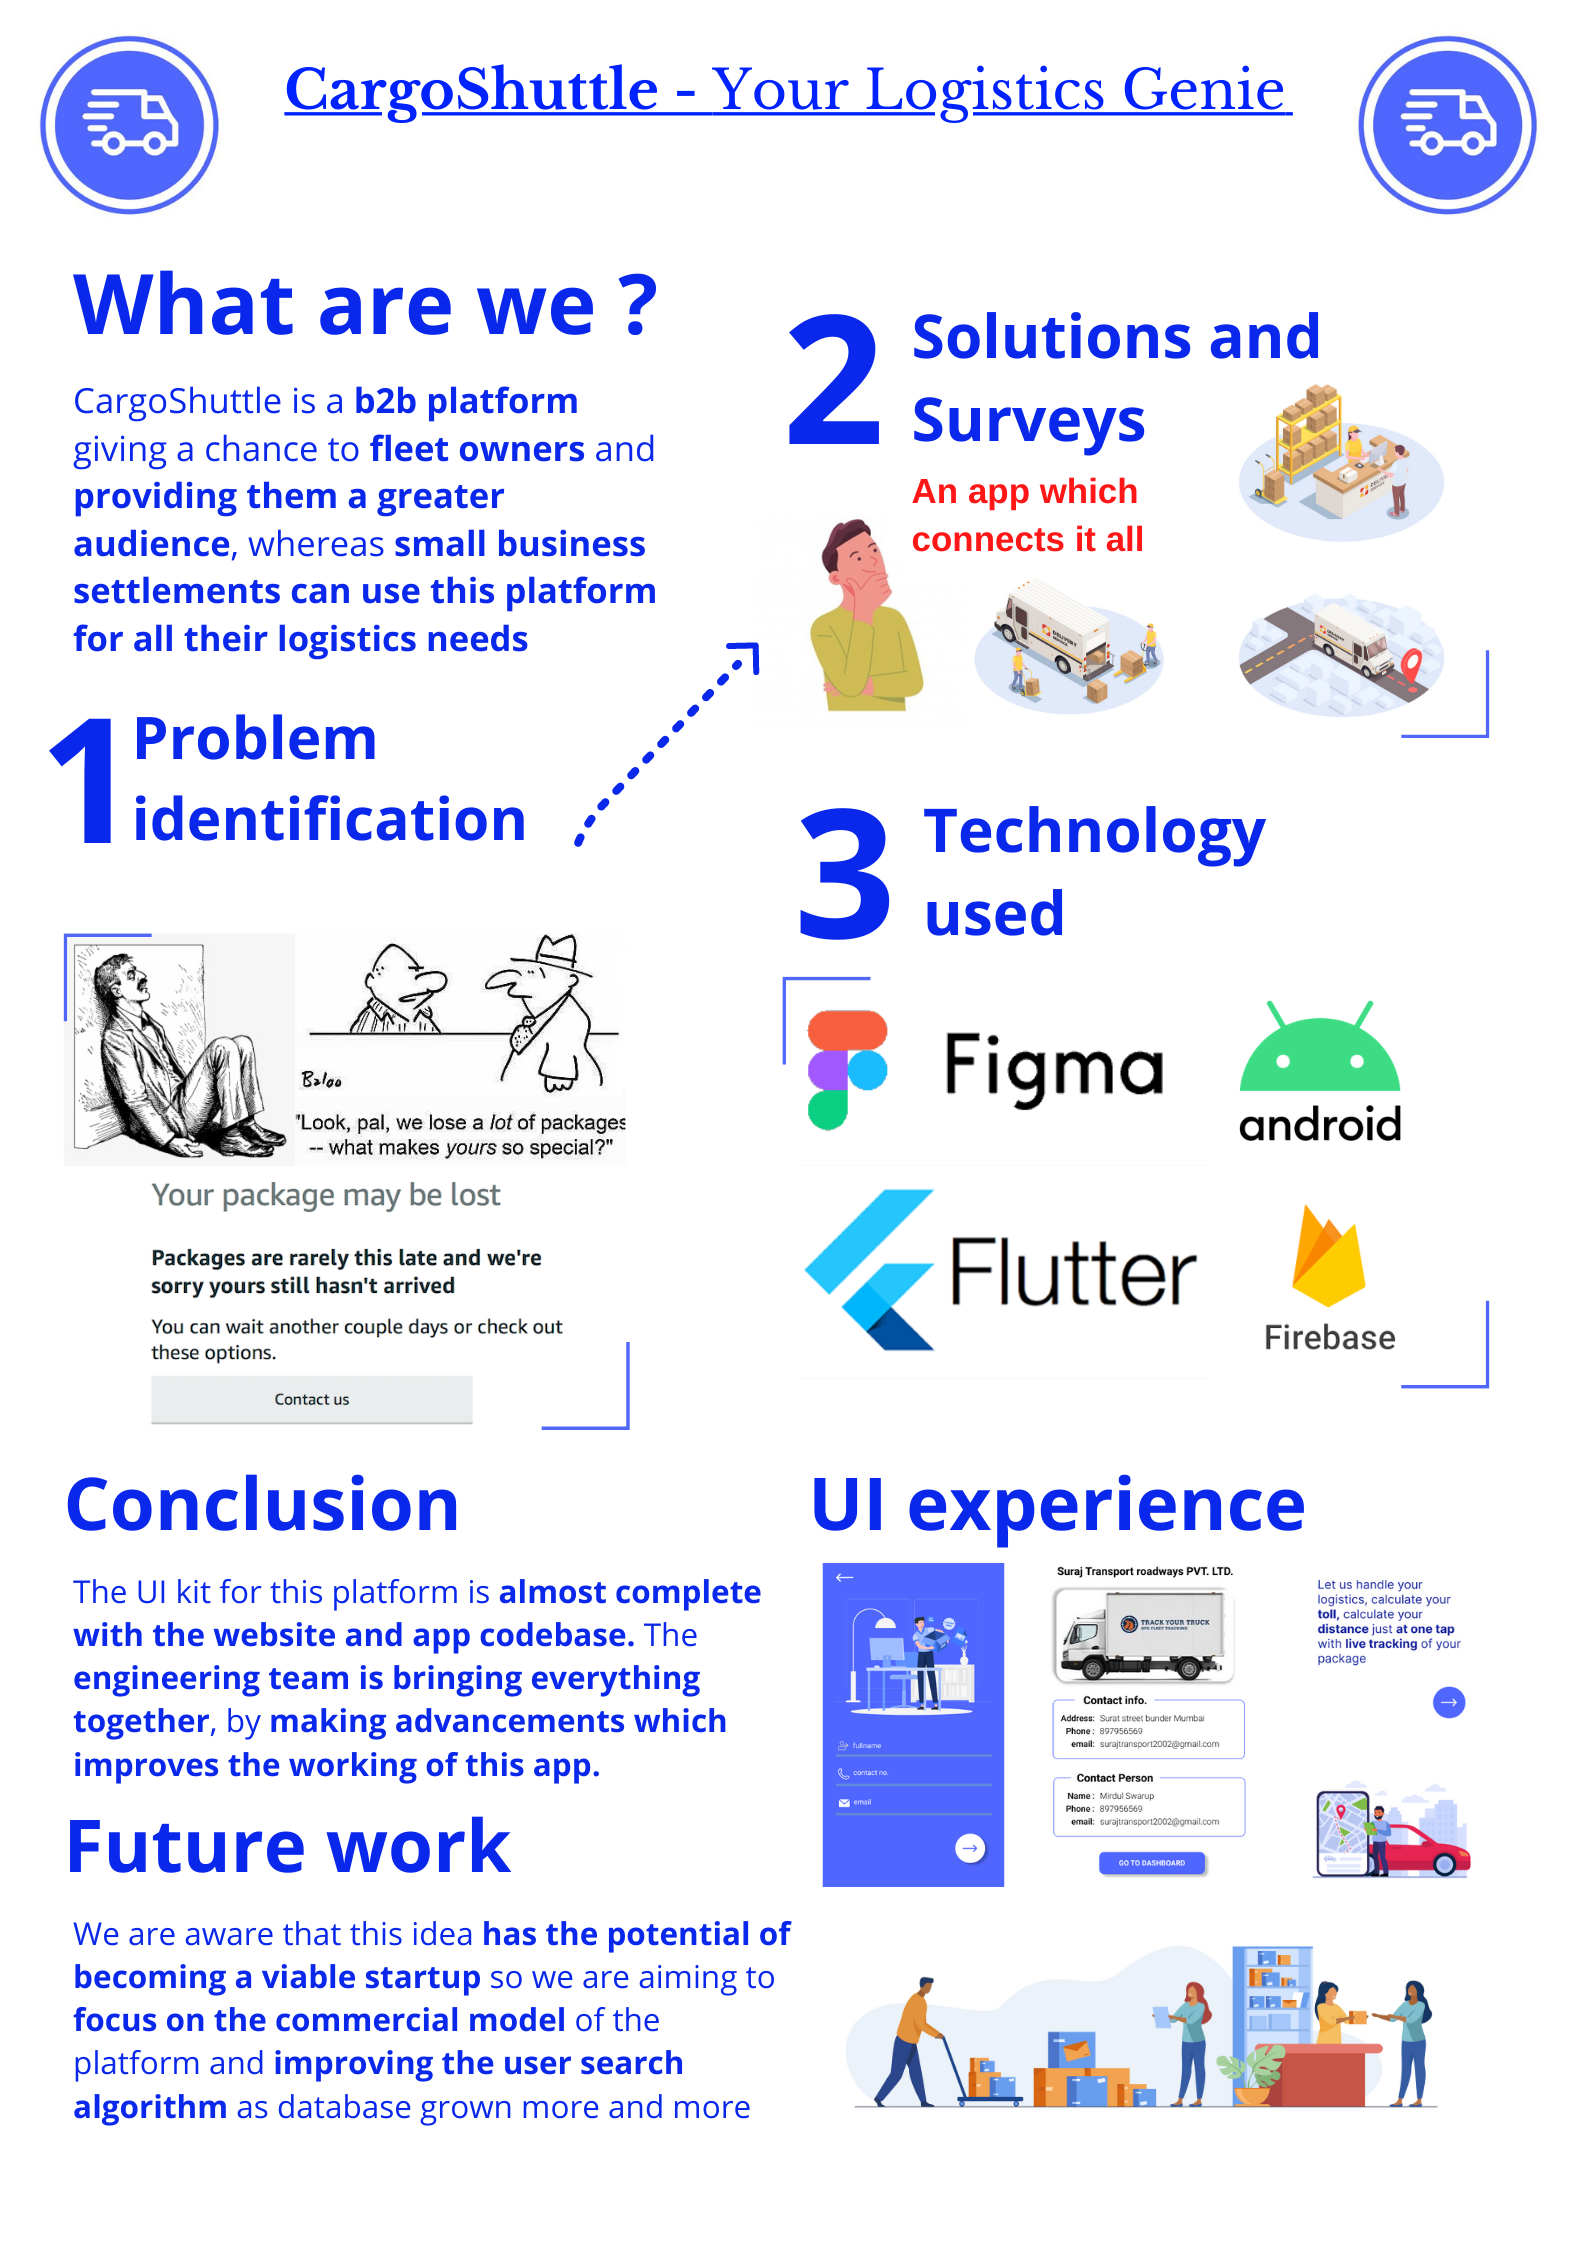 CargoShuttle - Your Logistics Genie
What are we ?
CargoShuttle is a b2b platform
giving a chance to fleet owners and
providing them a greater
audience, whereas small business
settlements can use this platform
for all their logistics needs
1 Problem
identification
Baloo
"Look, pal, we lose a lot of packages
-- what makes yours so special?"
Your package may be lost
Packages are rarely this late and we're
sorry yours still hasn't arrived
You can wait another couple days or check out
these options.
Contact us
2 Solutions and
Surveys
An app which
connects it all
DELIVERY
DELIVERY
3 Technology
used
Figma
android
Flutter
Firebase
Conclusion
The UI kit for this platform is almost complete
with the website and app codebase. The
engineering team is bringing everything
together, by making advancements which
improves the working of this app.
Future work
We are aware that this idea has the potential of
becoming a viable startup so we are aiming to
focus on the commercial model of the
platform and improving the user search
algorithm as database grown more and more
UI experience
fullname
contact no.
email
Suraj Transport roadways PVT. LTD.
TRACK YOUR TRUCK
GPS FLEET TRACKING
Contact info.
Address: Surat street bunder Mumbai
Phone : 897956569
email: surajtransport2002@gmail.com
Contact Person
Name : Mirdul Swarup
Phone : 897956569
email: surajtransport2002@gmail.com
GO TO DASHBOARD
Let us handle your
logistics, calculate your
toll, calculate your
distance just at one tap
with live tracking of your
package